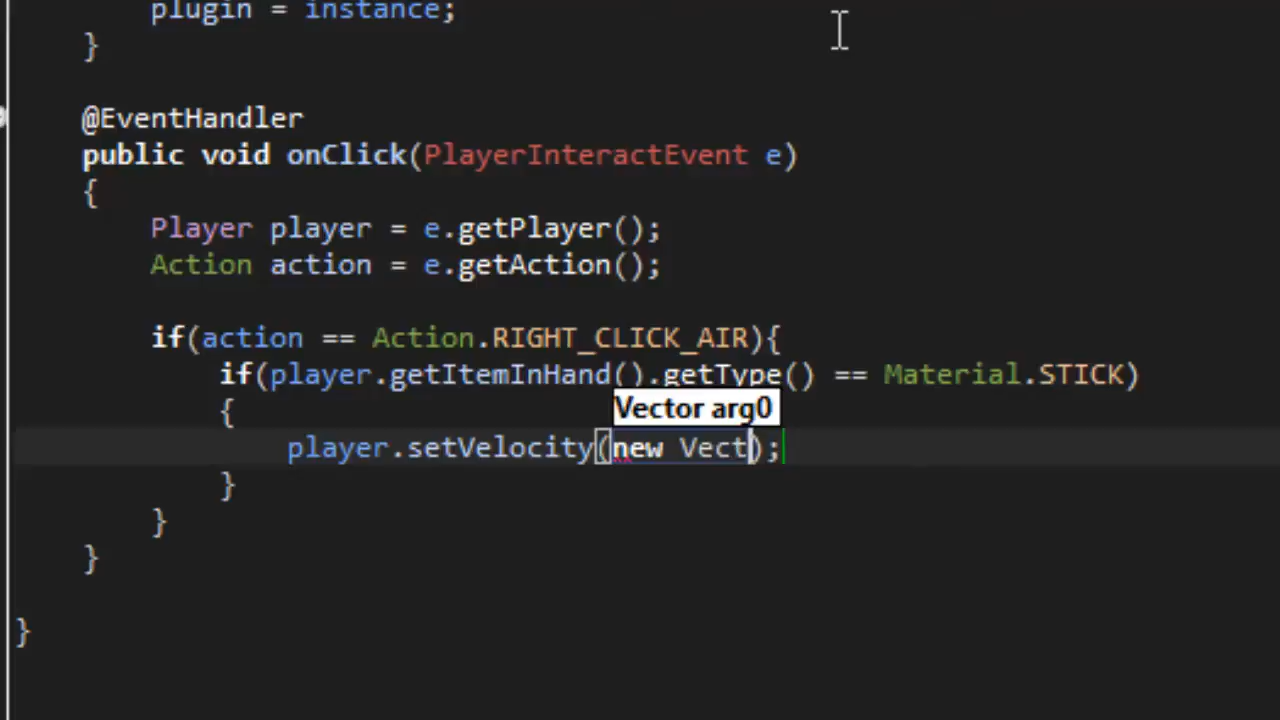 plugin = instance;
}
@EventHandler
public void onClick(PlayerInteractEvent e)
{
Player player = e.getPlayer();
Action action = e.getAction();
if(action == Action.RIGHT_CLICK_AIR){
if(player.getItemInHand().getType() == Material.STICK)
{
Vector arg0
player.setVelocity(new Vect);
}
}
}
}